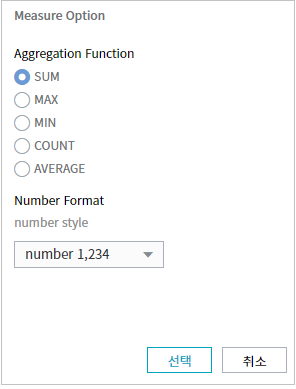 Measure Option
Aggregation Function
SUM
MAX
MIN
COUNT
AVERAGE
Number Format
number style
number 1,234
선택 취소